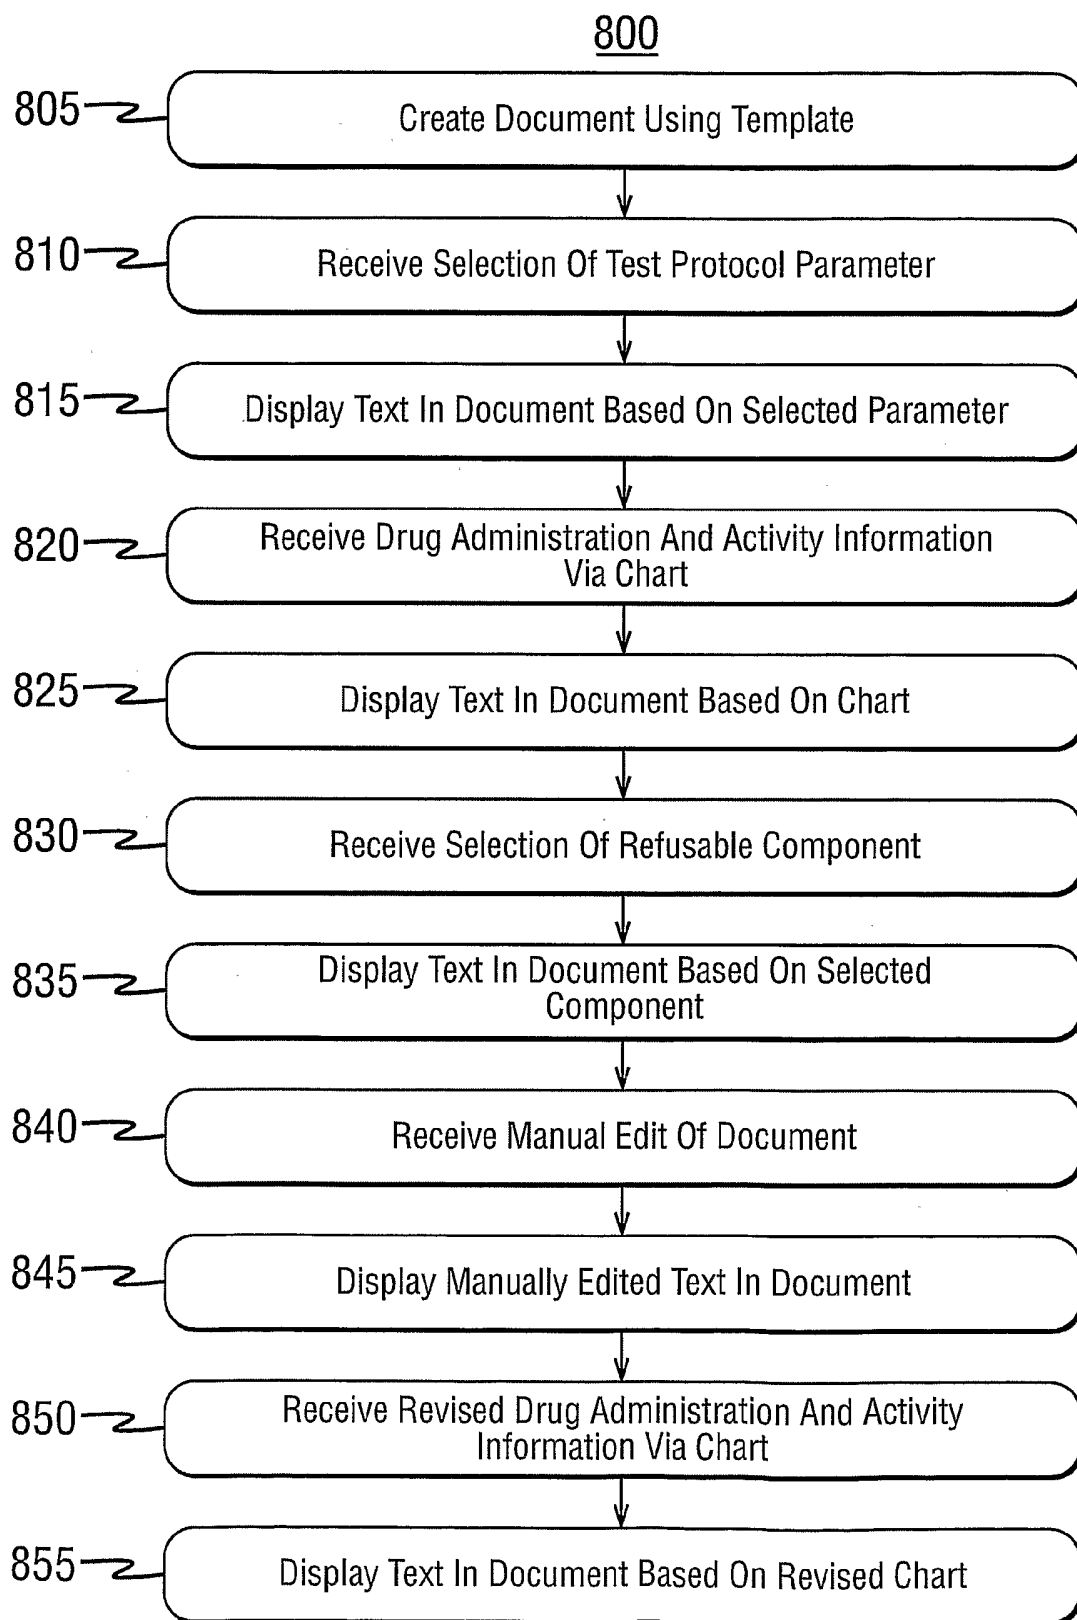 800
805
Create Document Using Template
810
Receive Selection Of Test Protocol Parameter
815
Display Text In Document Based On Selected Parameter
820
Receive Drug Administration And Activity Information
Via Chart
825
Display Text In Document Based On Chart
830
Receive Selection Of Refusable Component
835
Display Text In Document Based On Selected
Component
840
Receive Manual Edit Of Document
845
Display Manually Edited Text In Document
850
Receive Revised Drug Administration And Activity
Information Via Chart
855
Display Text In Document Based On Revised Chart